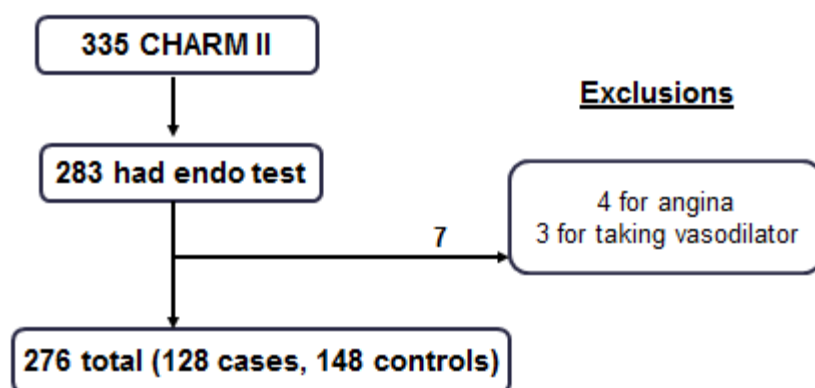 335 CHARM II
Exclusions
283 had endo test
4 for angina
3 for taking vasodilator
7
276 total (128 cases, 148 controls)